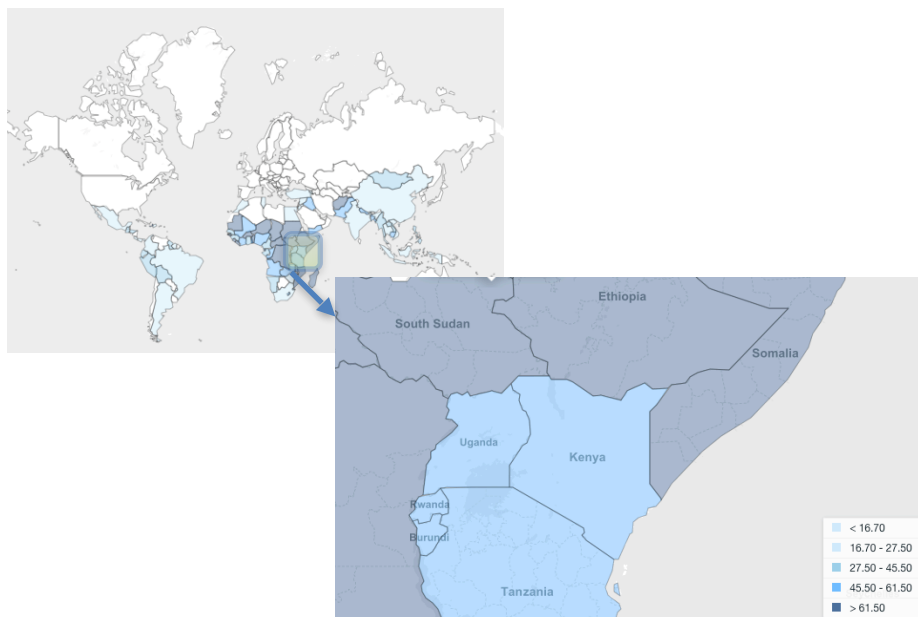 Ethiopia
South Sudan
Somalia
Uganda
Kenya
Rwanda
Burundi
Tanzania
< 16.70
16.70 - 27.50
27.50 - 45.50
45.50 - 61.50
> 61.50